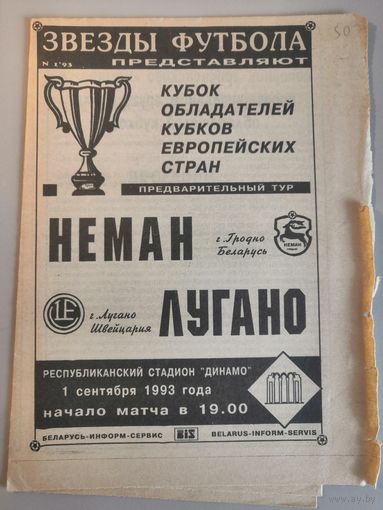 50
ЗВЕЗДЫ ФУТБОЛА
N 1'93 ПРЕДСТАВЛЯЮТ
КУБОК
ОБЛАДАТЕЛЕЙ
КУБКОВ
ЕВРОПЕЙСКИХ
СТРАН
ПРЕДВАРИТЕЛЬНЫЙ ТУР
НЕМАН
г. Гродно
Беларусь
НЕМАН
г. Лугано
Швейцария
ЛУГАНО
РЕСПУБЛИКАНСКИЙ СТАДИОН "ДИНАМО"
1 сентября 1993 года
начало матча в 19.00
БЕЛАРУСЬ-ИНФОРМ-СЕРВИС BIS BELARUS-INFORM-SERVIS
ay.by